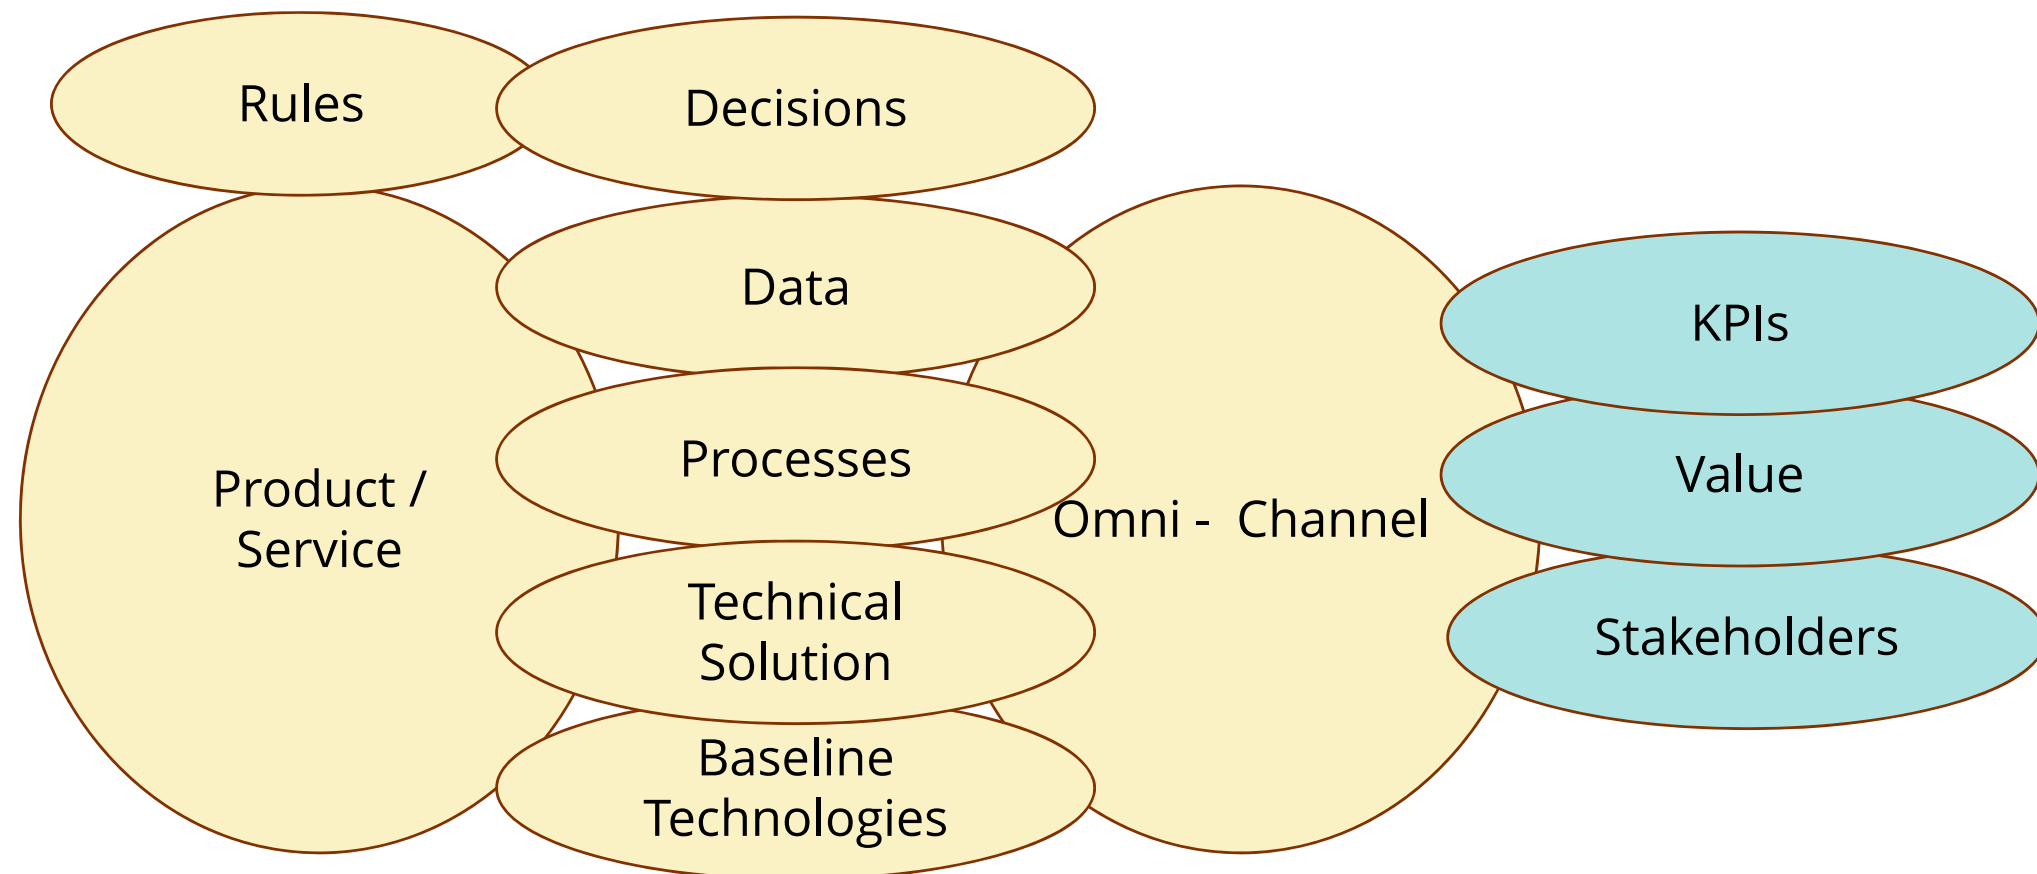 Rules
Decisions
Data
Processes
Product /
Service
Technical
Solution
Baseline
Technologies
Omni -  Channel
KPIs
Value
Stakeholders